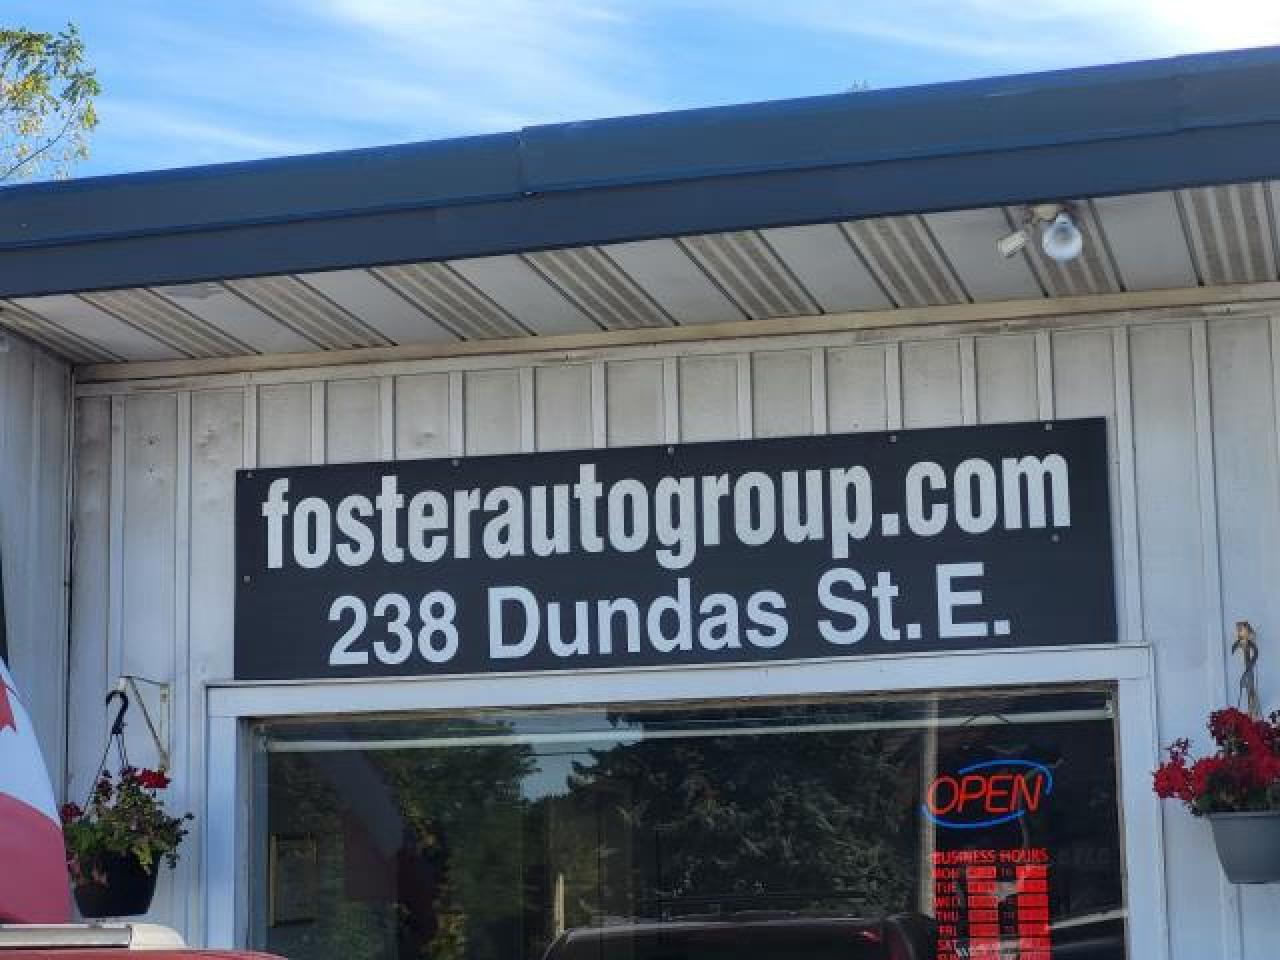 fosterautogroup.com
238 Dundas St. E.
OPEN
BUSINESS HOURS
MON
TUE
WED
THU
FRI
SAT